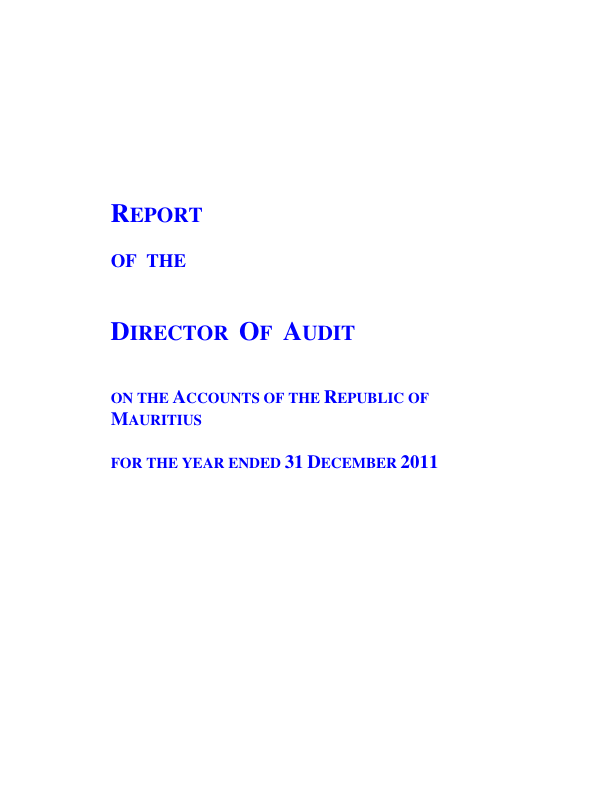 REPORT
OF THE
DIRECTOR OF AUDIT
ON THE ACCOUNTS OF THE REPUBLIC OF
MAURITIUS
FOR THE YEAR ENDED 31 DECEMBER 2011